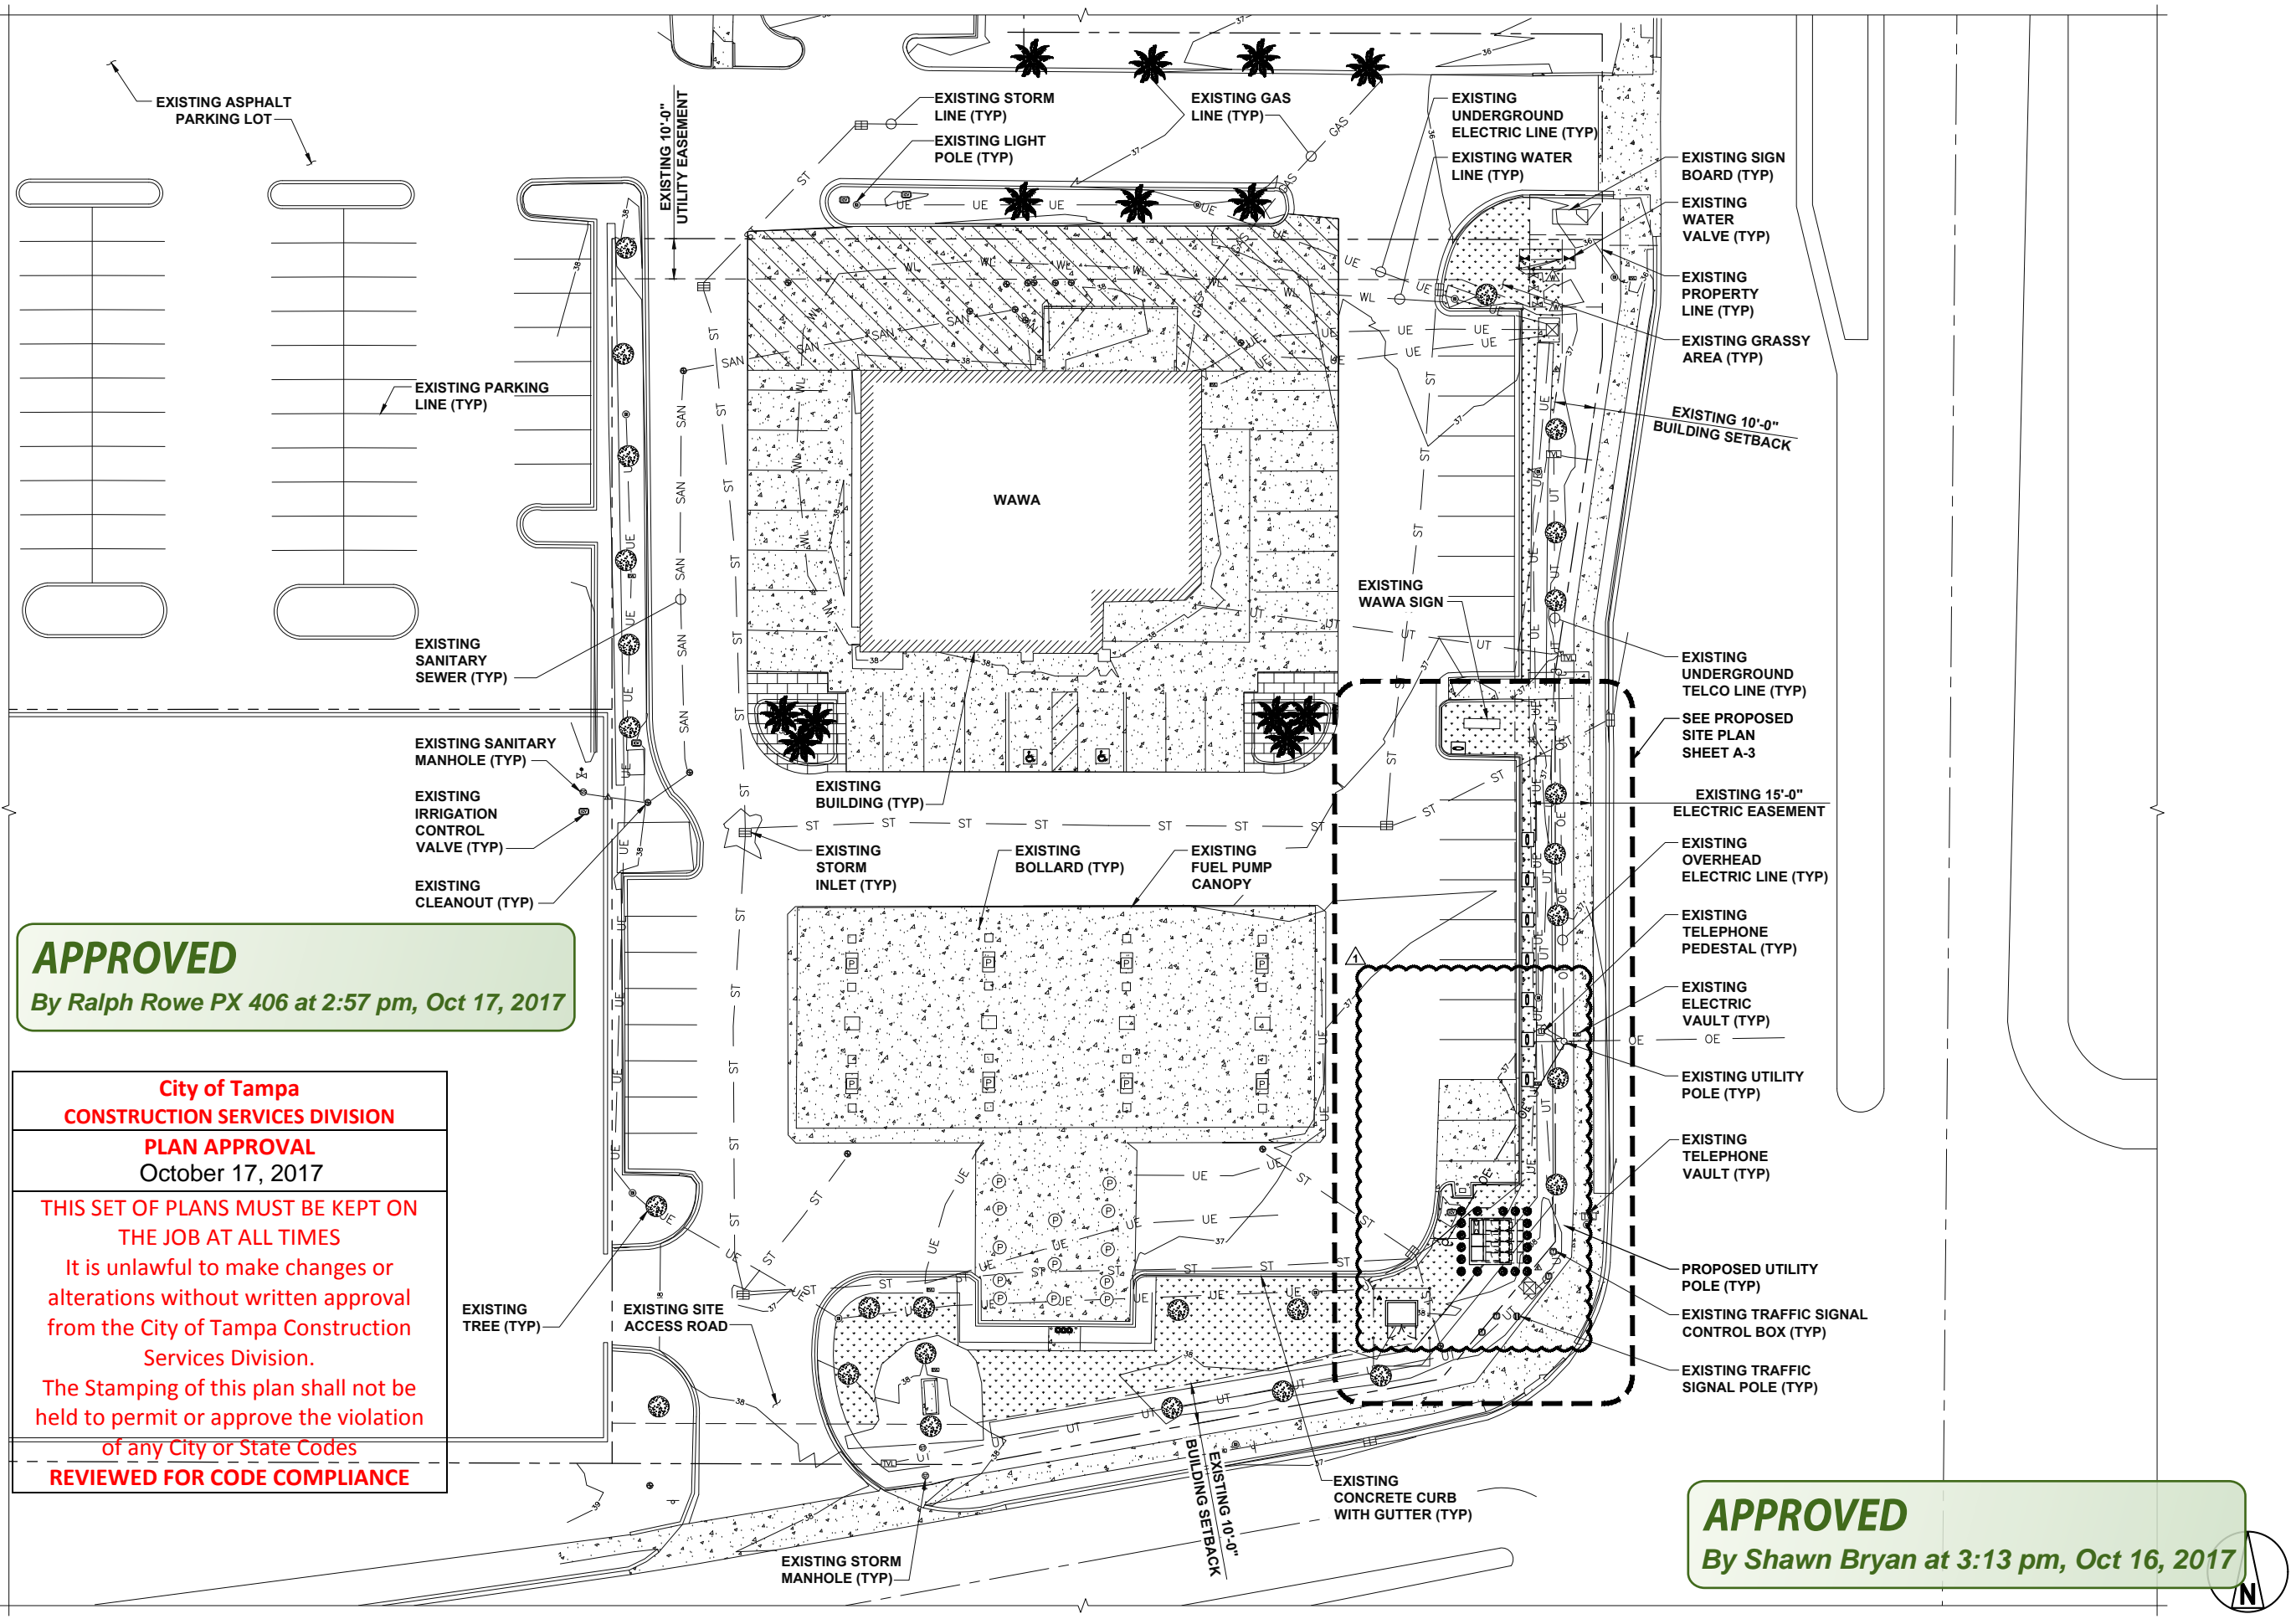 EXISTING ASPHALT
PARKING LOT
EXISTING 10'-0"
UTILITY EASEMENT
EXISTING STORM
LINE (TYP)
EXISTING LIGHT
POLE (TYP)
EXISTING GAS
LINE (TYP)
EXISTING
UNDERGROUND
ELECTRIC LINE (TYP)
EXISTING WATER
LINE (TYP)
EXISTING SIGN
BOARD (TYP)
EXISTING
WATER
VALVE (TYP)
EXISTING
PROPERTY
LINE (TYP)
EXISTING GRASSY
AREA (TYP)
EXISTING 10'-0"
BUILDING SETBACK
EXISTING PARKING
LINE (TYP)
WAWA
EXISTING
WAWA SIGN
EXISTING
SANITARY
SEWER (TYP)
EXISTING
UNDERGROUND
TELCO LINE (TYP)
SEE PROPOSED
SITE PLAN
SHEET A-3
EXISTING SANITARY
MANHOLE (TYP)
EXISTING
IRRIGATION
CONTROL
VALVE (TYP)
EXISTING
CLEANOUT (TYP)
EXISTING
BUILDING (TYP)
EXISTING
STORM
INLET (TYP)
EXISTING
BOLLARD (TYP)
EXISTING
FUEL PUMP
CANOPY
EXISTING 15'-0"
ELECTRIC EASEMENT
EXISTING
OVERHEAD
ELECTRIC LINE (TYP)
EXISTING
TELEPHONE
PEDESTAL (TYP)
EXISTING
ELECTRIC
VAULT (TYP)
EXISTING UTILITY
POLE (TYP)
EXISTING
TELEPHONE
VAULT (TYP)
PROPOSED UTILITY
POLE (TYP)
EXISTING TRAFFIC SIGNAL
CONTROL BOX (TYP)
EXISTING TRAFFIC
SIGNAL POLE (TYP)
APPROVED
By Ralph Rowe PX 406 at 2:57 pm, Oct 17, 2017
City of Tampa
CONSTRUCTION SERVICES DIVISION
PLAN APPROVAL
October 17, 2017
THIS SET OF PLANS MUST BE KEPT ON
THE JOB AT ALL TIMES
It is unlawful to make changes or
alterations without written approval
from the City of Tampa Construction
Services Division.
The Stamping of this plan shall not be
held to permit or approve the violation
of any City or State Codes
REVIEWED FOR CODE COMPLIANCE
EXISTING
TREE (TYP)
EXISTING SITE
ACCESS ROAD
EXISTING STORM
MANHOLE (TYP)
EXISTING 10'-0"
BUILDING SETBACK
EXISTING
CONCRETE CURB
WITH GUTTER (TYP)
APPROVED
By Shawn Bryan at 3:13 pm, Oct 16, 2017
N